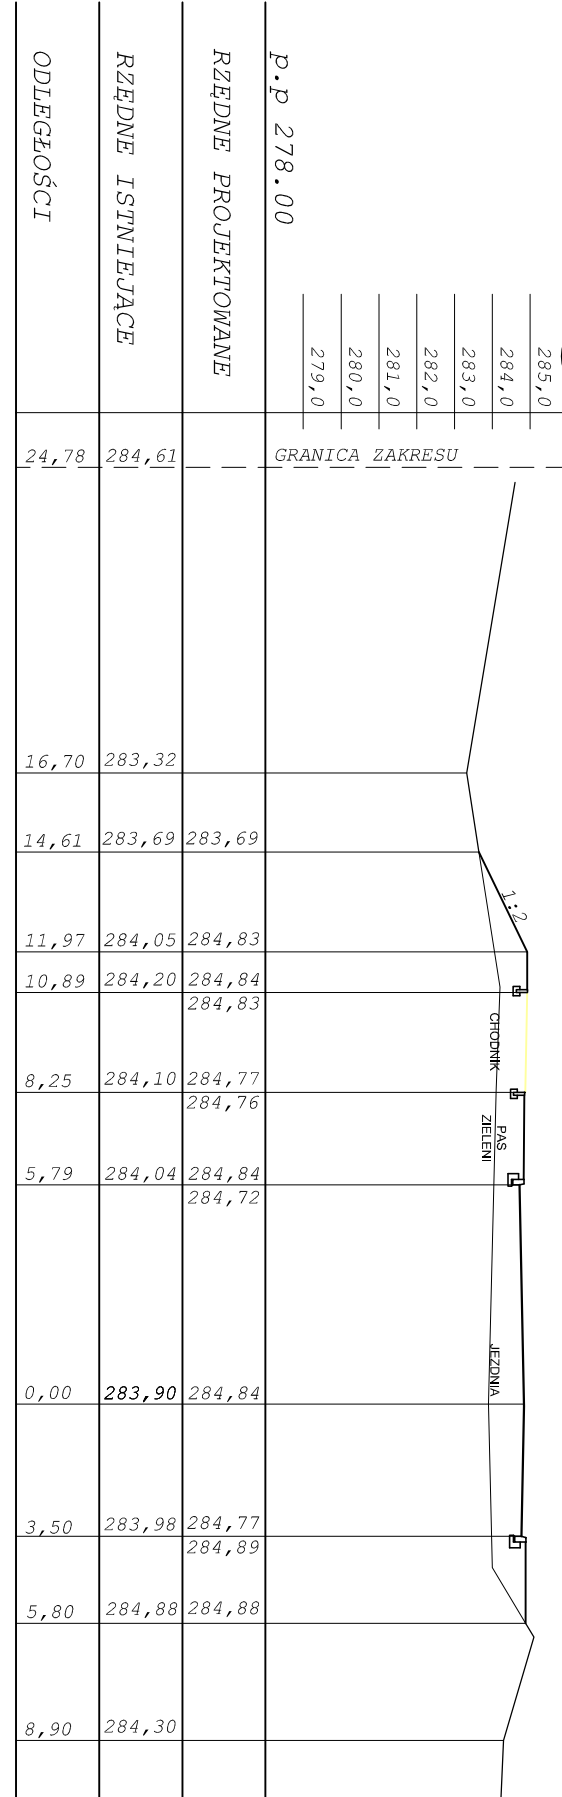 ODLEGŁOŚCI
RZĘDNE ISTNIEJĄCE
RZĘDNE PROJEKTOWANE
p.p 278.00
279,0
280,0
281,0
282,0
283,0
284,0
285,0
24,78 284,61
GRANICA ZAKRESU
16,70 283,32
14,61 283,69 283,69
1:2
11,97 284,05 284,83
10,89 284,20 284,84
284,83
CHODNIK
8,25 284,10 284,77
284,76
PAS
ZIELENI
5,79 284,04 284,84
284,72
JEZDNIA
0,00 283,90 284,84
3,50 283,98 284,77
284,89
5,80 284,88 284,88
8,90 284,30